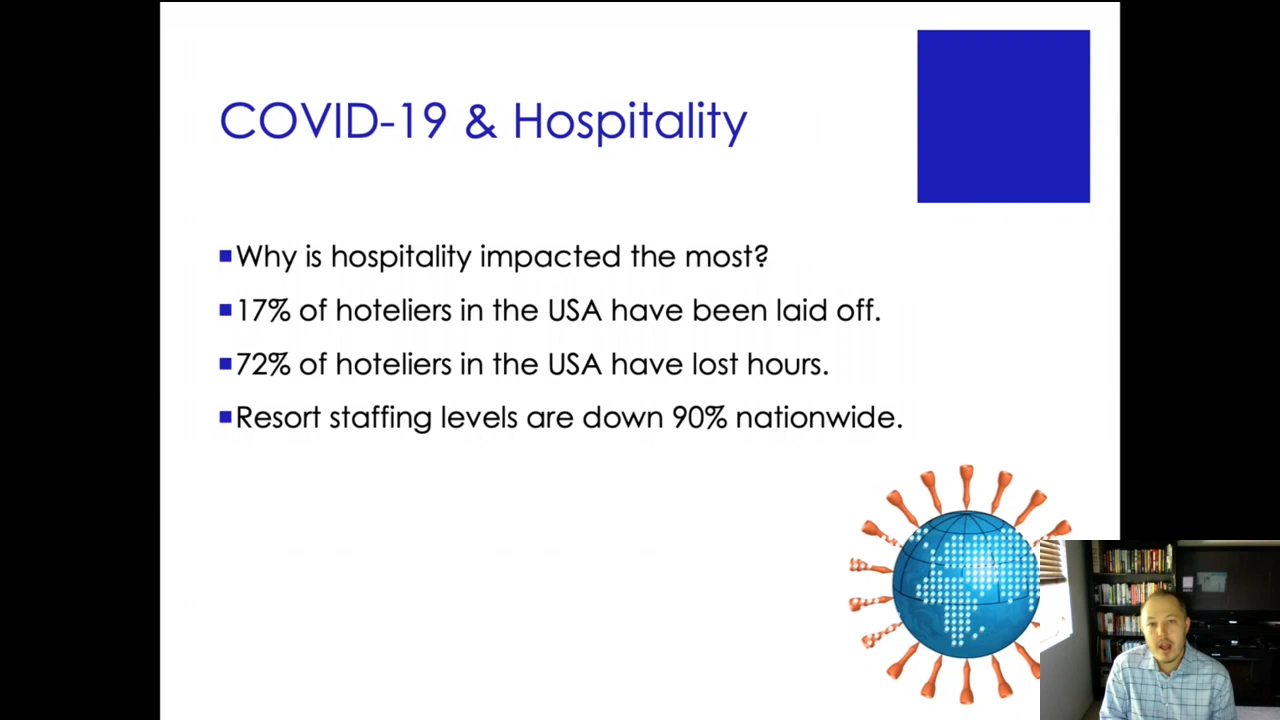 COVID-19 & Hospitality
Why is hospitality impacted the most?
17% of hoteliers in the USA have been laid off.
72% of hoteliers in the USA have lost hours.
Resort staffing levels are down 90% nationwide.